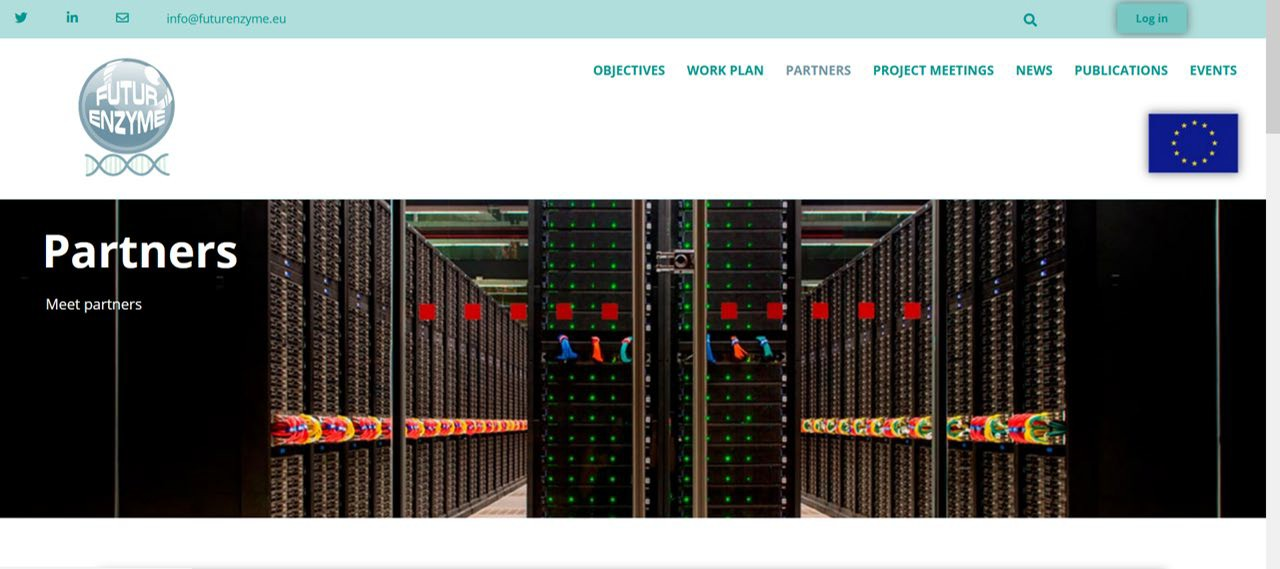 info@futurenzyme.eu
Log in
OBJECTIVES WORK PLAN PARTNERS PROJECT MEETINGS NEWS PUBLICATIONS EVENTS
FUTUR
ENZYME
Partners
Meet partners